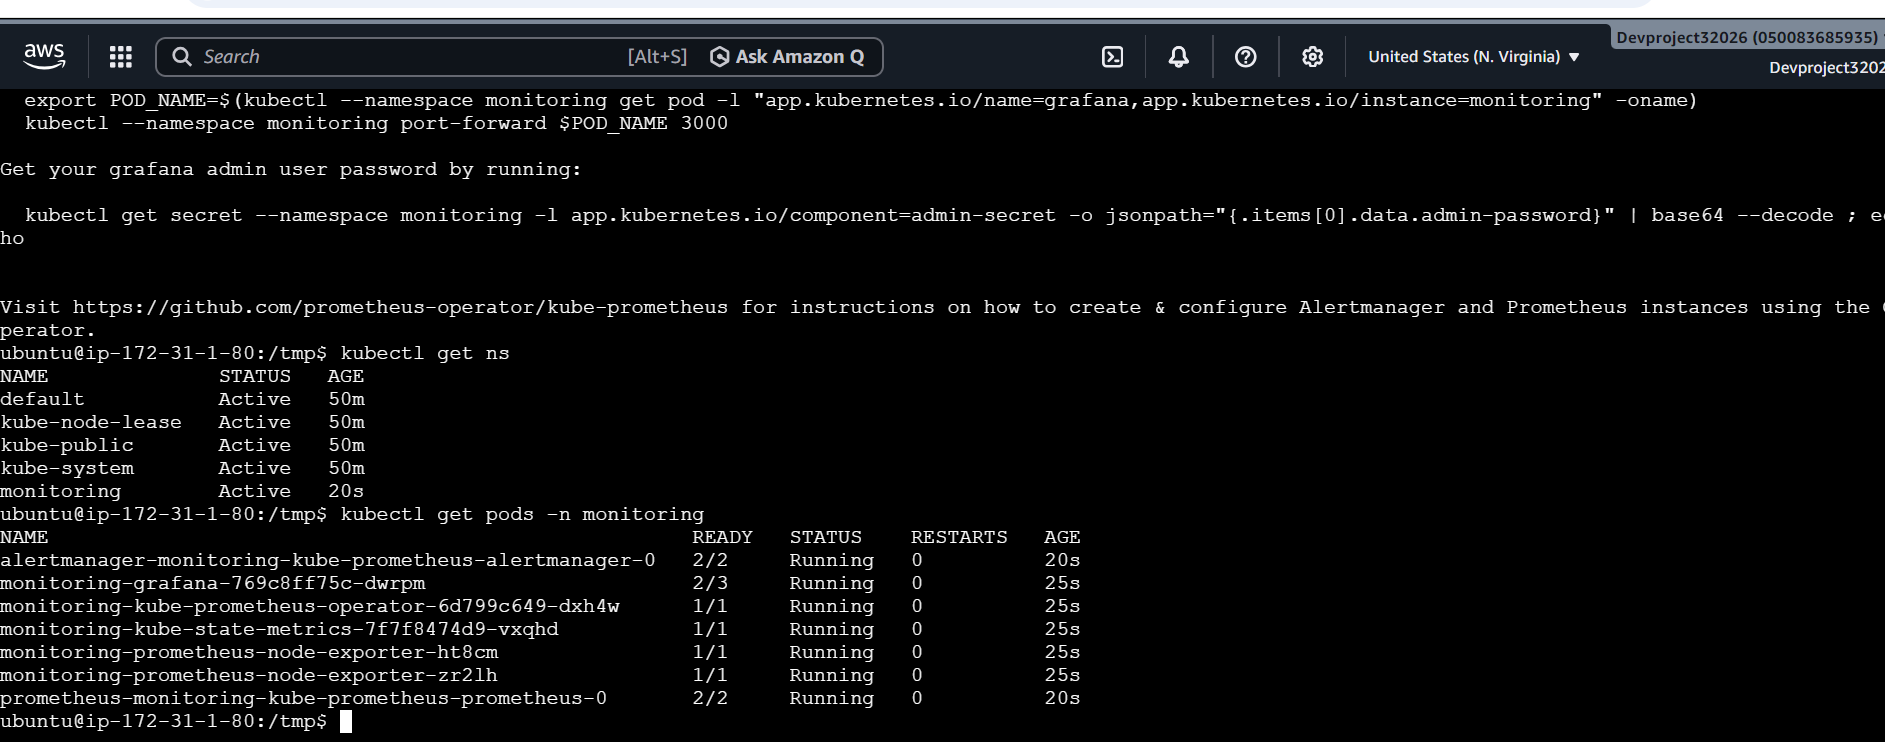 aws
Search [Alt+S] Ask Amazon Q United States (N. Virginia) ▼ Devproject32026 (050083685935)
export POD_NAME=$(kubectl --namespace monitoring get pod -l "app.kubernetes.io/name=grafana,app.kubernetes.io/instance=monitoring" -oname)
kubectl --namespace monitoring port-forward $POD_NAME 3000
Get your grafana admin user password by running:
kubectl get secret --namespace monitoring -l app.kubernetes.io/component=admin-secret -o jsonpath="{.items[0].data.admin-password}" | base64 --decode ; ec
ho
Visit https://github.com/prometheus-operator/kube-prometheus for instructions on how to create & configure Alertmanager and Prometheus instances using the
perator.
ubuntu@ip-172-31-1-80:/tmp$ kubectl get ns
NAME STATUS AGE
default Active 50m
kube-node-lease Active 50m
kube-public Active 50m
kube-system Active 50m
monitoring Active 20s
ubuntu@ip-172-31-1-80:/tmp$ kubectl get pods -n monitoring
NAME READY STATUS RESTARTS AGE
alertmanager-monitoring-kube-prometheus-alertmanager-0 2/2 Running 0 20s
monitoring-grafana-769c8ff75c-dwrpm 2/3 Running 0 25s
monitoring-kube-prometheus-operator-6d799c649-dxh4w 1/1 Running 0 25s
monitoring-kube-state-metrics-7f7f8474d9-vxqhd 1/1 Running 0 25s
monitoring-prometheus-node-exporter-ht8cm 1/1 Running 0 25s
monitoring-prometheus-node-exporter-zr2lh 1/1 Running 0 25s
prometheus-monitoring-kube-prometheus-prometheus-0 2/2 Running 0 20s
ubuntu@ip-172-31-1-80:/tmp$